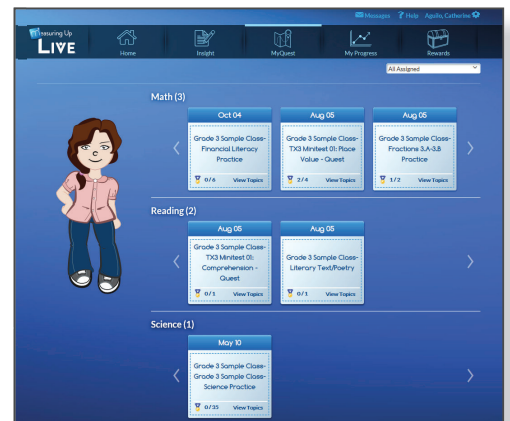 Messages ? Help Agullo, Catherine
Measuring Up
LIVE
Home
Insight
MyQuest
My Progress
Rewards
All Assigned
Math (3)
Oct 04
Grade 3 Sample Class-
Financial Literacy
Practice
0/6 View Topics
Aug 05
Grade 3 Sample Class-
TX3 Minitest 01: Place
Value - Quest
2/4 View Topics
Aug 05
Grade 3 Sample Class-
Fractions 3.A-3.B
Practice
1/2 View Topics
Reading (2)
Aug 05
Grade 3 Sample Class-
TX3 Minitest 01:
Comprehension -
Quest
0/1 View Topics
Aug 05
Grade 3 Sample Class-
Literary Text/Poetry
0/1 View Topics
Science (1)
May 10
Grade 3 Sample Class-
Grade 3 Sample Class-
Science Practice
0/35 View Topics